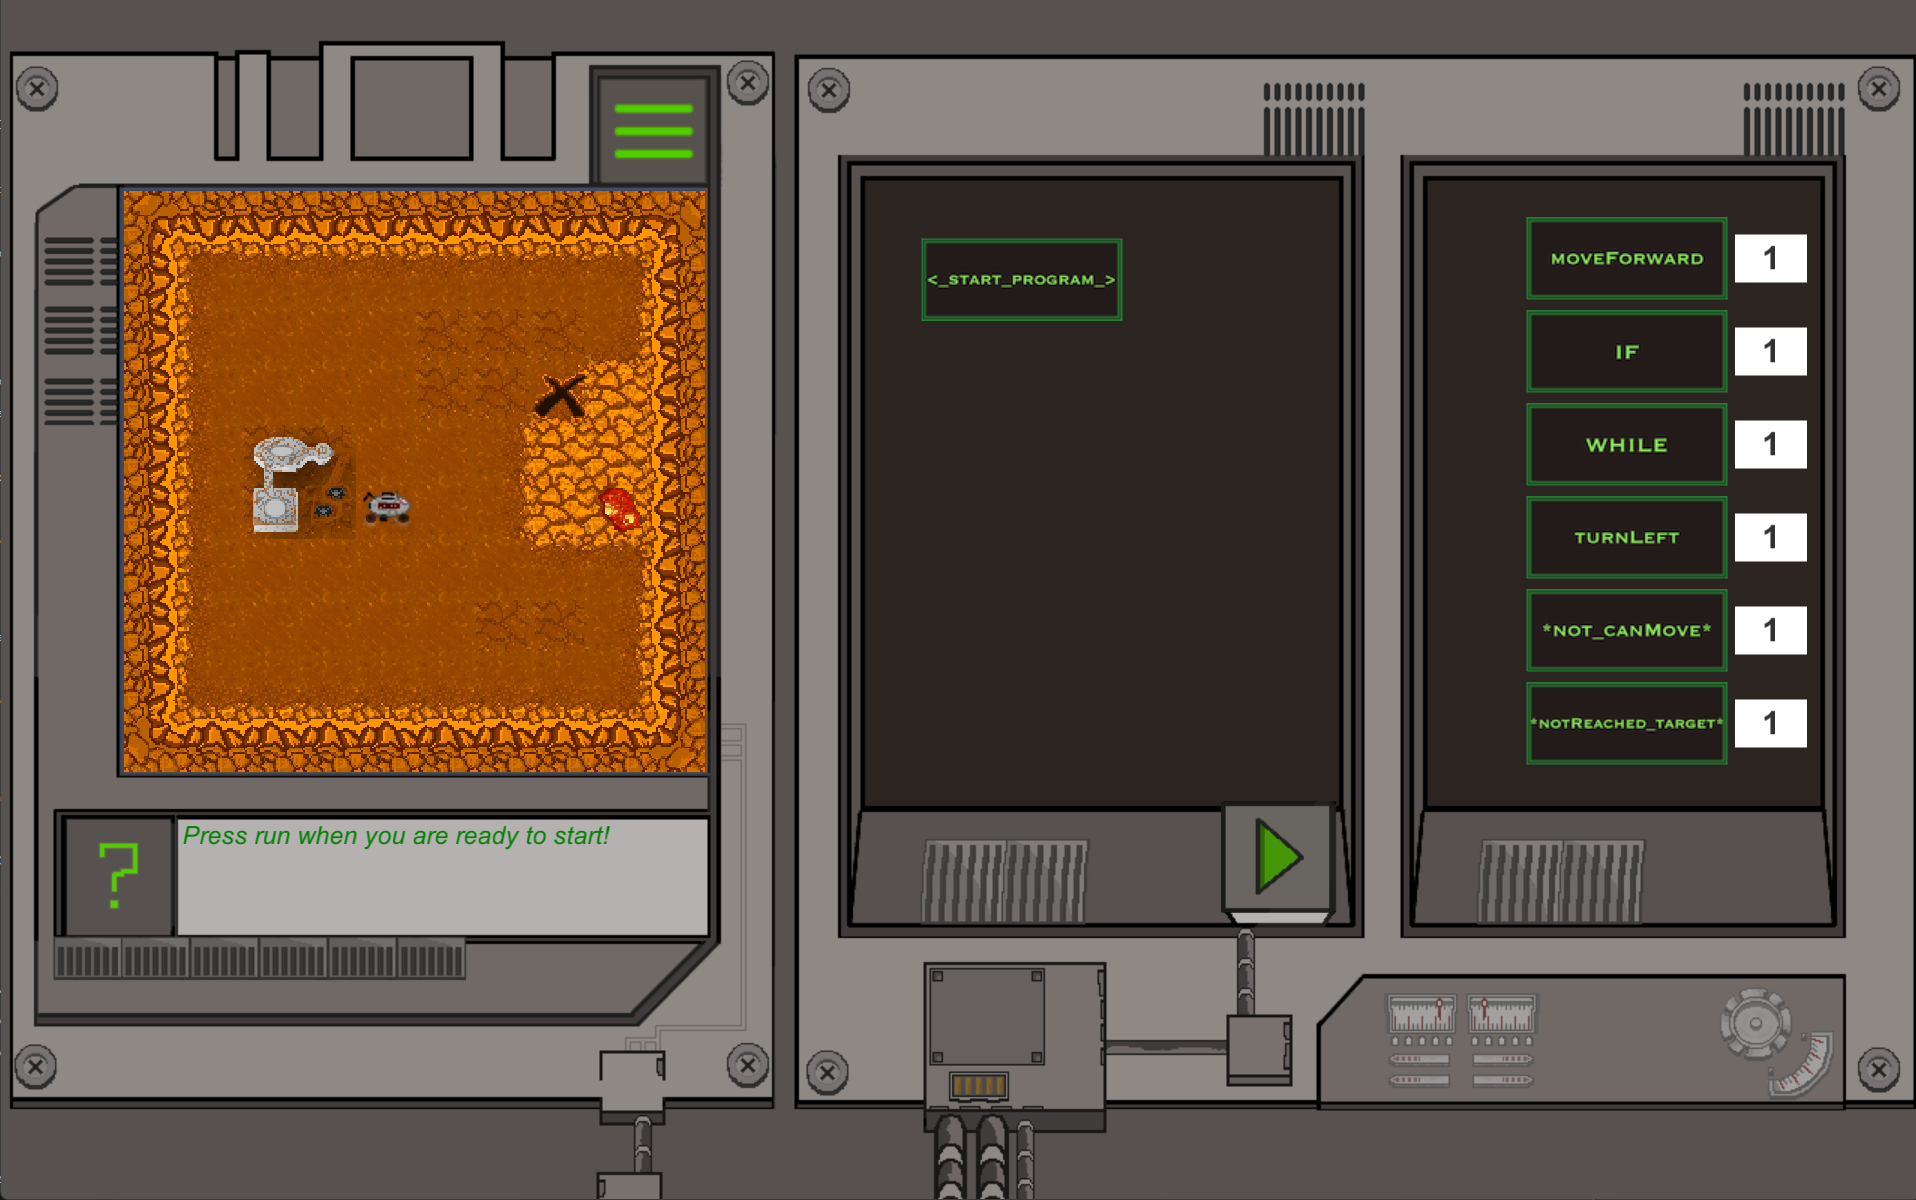 <_START_PROGRAM_>
MOVEFORWARD 1
IF 1
WHILE 1
TURNLEFT 1
*NOT_CANMOVE* 1
*NOTREACHED_TARGET* 1
Press run when you are ready to start!
?